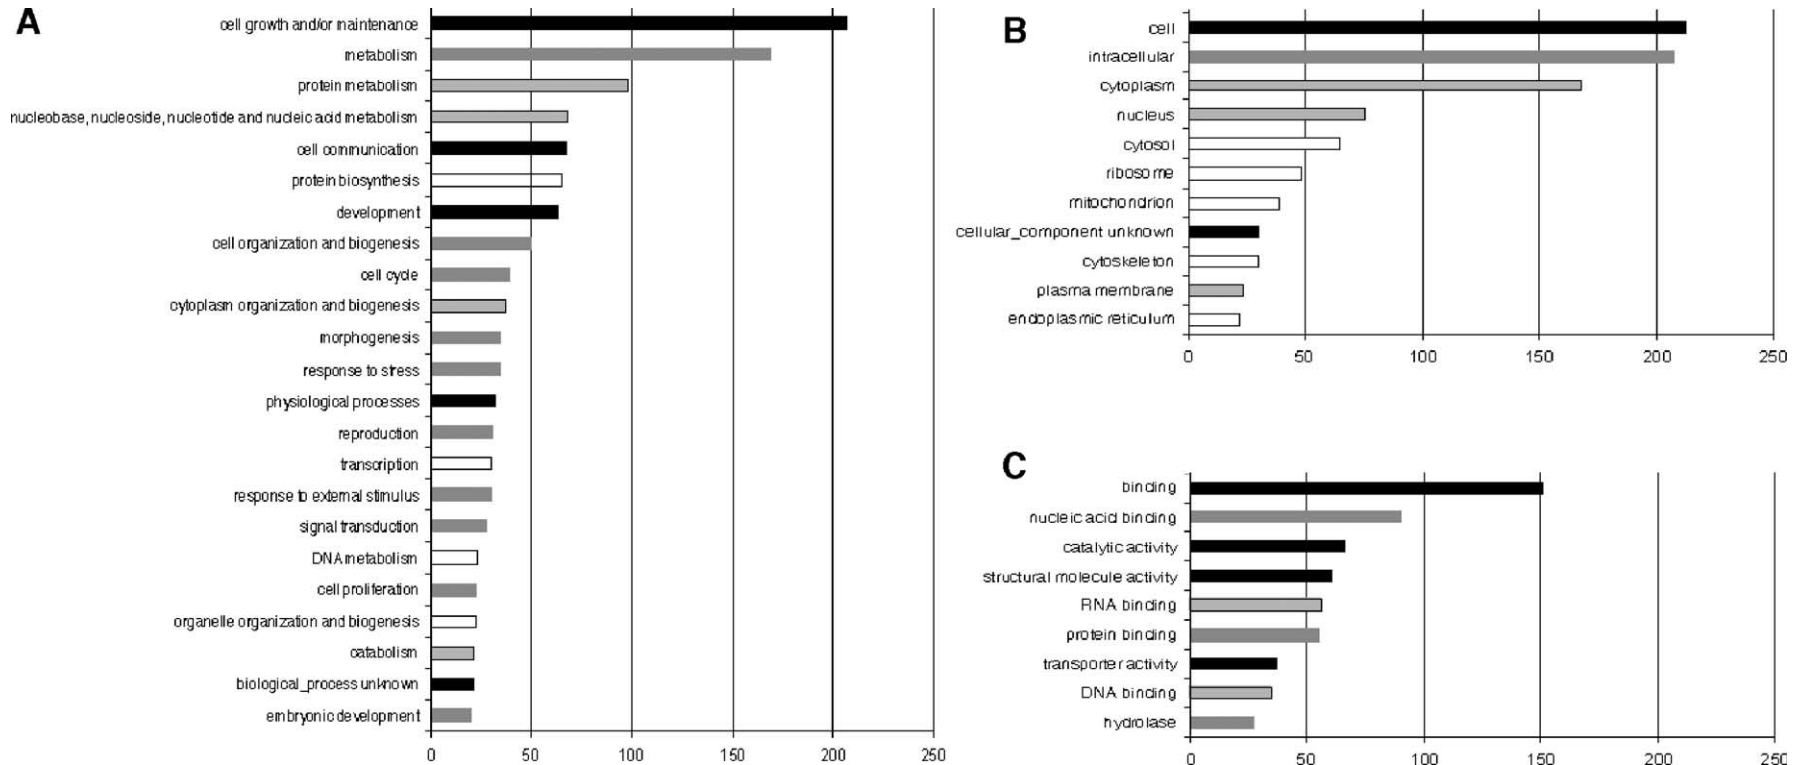 A
cell growth and/or maintenance
metabolism
protein metabolism
nucleobase, nucleoside, nucleotide and nucleic acid metabolism
cell communication
protein biosynthesis
development
cell organization and biogenesis
cell cycle
cytoplasm organization and biogenesis
morphogenesis
response to stress
physiological processes
reproduction
transcription
response to external stimulus
signal transduction
DNA metabolism
cell proliferation
organelle organization and biogenesis
catabolism
biological_process unknown
embryonic development
0 50 100 150 200 250
B
cell
intracellular
cytoplasm
nucleus
cytosol
ribosome
mitochondrion
cellular_component unknown
cytoskeleton
plasma membrane
endoplasmic reticulum
0 50 100 150 200 250
C
binding
nucleic acid binding
catalytic activity
structural molecule activity
RNA binding
protein binding
transporter activity
DNA binding
hydrolase
0 50 100 150 200 250